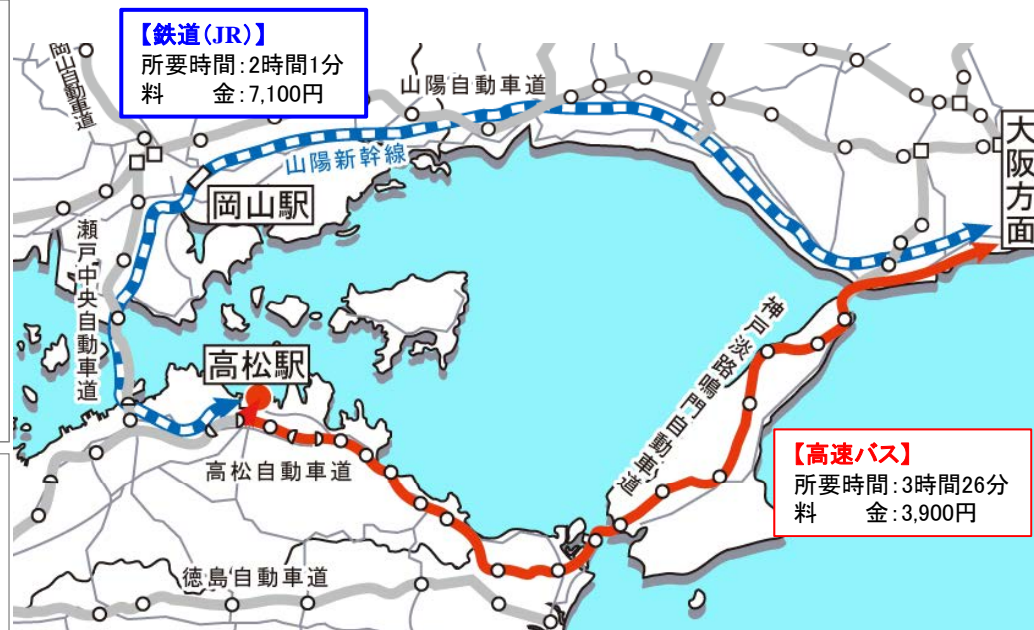 【鉄道(JR)】
所要時間:2時間1分
料　　金:7,100円
岡山自動車道
山陽自動車道
山陽新幹線
大阪方面
岡山駅
瀬戸中央自動車道
高松駅
神戸淡路鳴門自動車道
高松自動車道
【高速バス】
所要時間:3時間26分
料　　金:3,900円
徳島自動車道